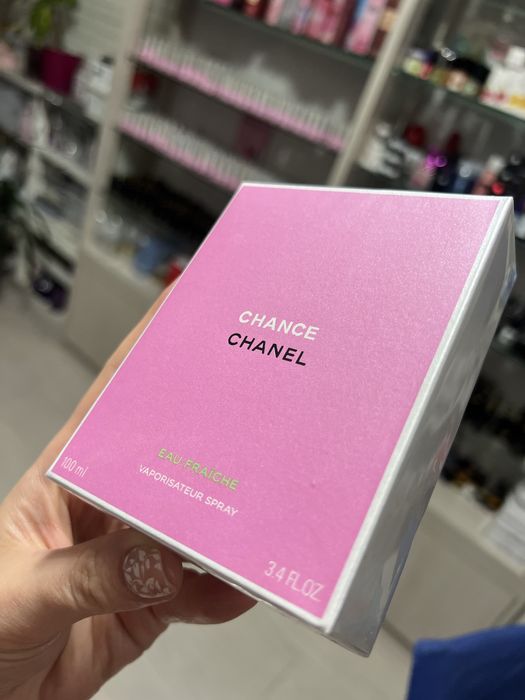 CHANCE
CHANEL
EAU FRAÎCHE
VAPORISATEUR SPRAY
100 ml
3.4 FL.OZ